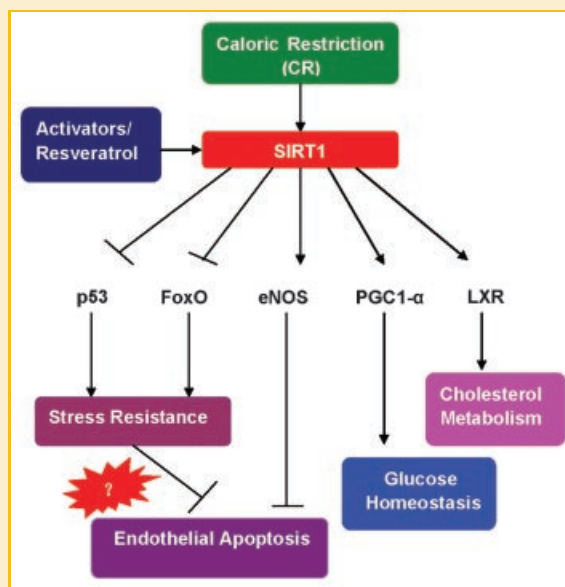 Caloric Restriction
(CR)
Activators/
Resveratrol
SIRT1
p53 FoxO eNOS PGC1-α LXR
Stress Resistance
Cholesterol
Metabolism
?
Glucose
Homeostasis
Endothelial Apoptosis